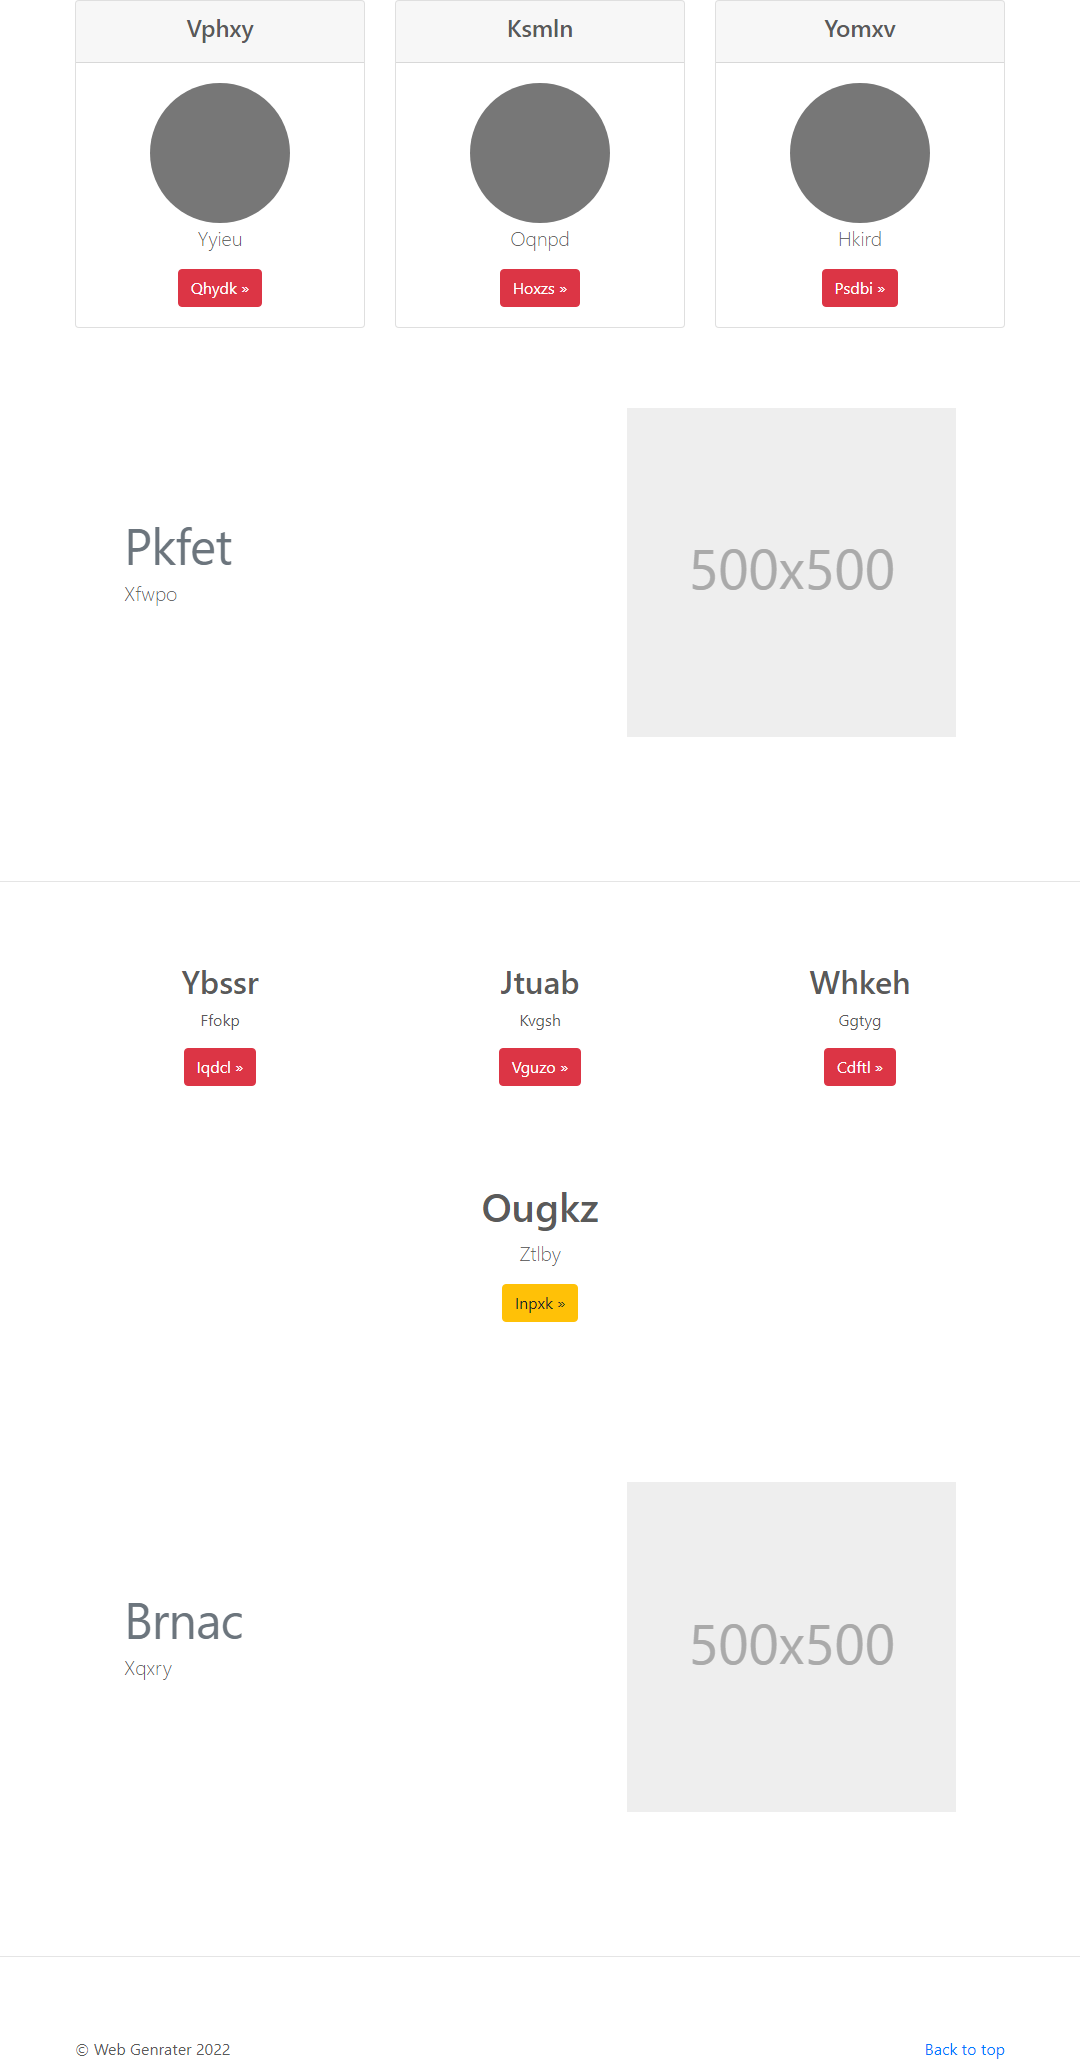 Vphxy
Ksmln
Yomxv
Yyieu
Oqnpd
Hkird
Qhydk »
Hoxzs »
Psdbi »
Pkfet
Xfwpo
500x500
Ybssr
Jtuab
Whkeh
Ffokp
Kvgsh
Ggtyg
Iqdcl »
Vguzo »
Cdftl »
Ougkz
Ztlby
Inpxk »
Brnac
Xqxry
500x500
© Web Genrater 2022
Back to top